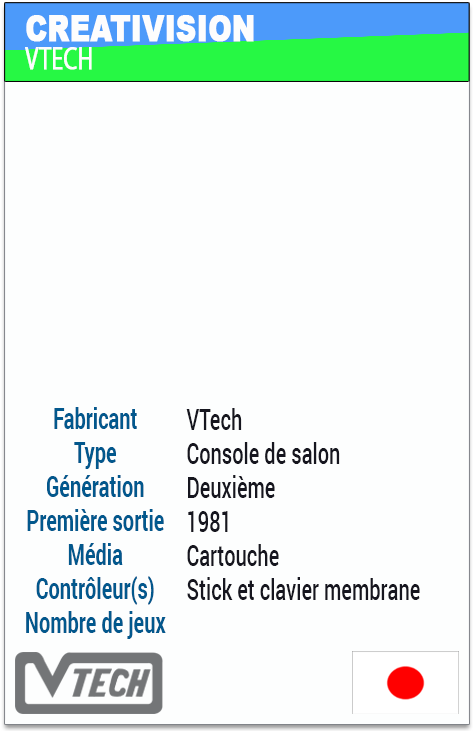 CREATIVISION
VTECH
Fabricant VTech
Type Console de salon
Génération Deuxième
Première sortie 1981
Média Cartouche
Contrôleur(s) Stick et clavier membrane
Nombre de jeux
VTECH